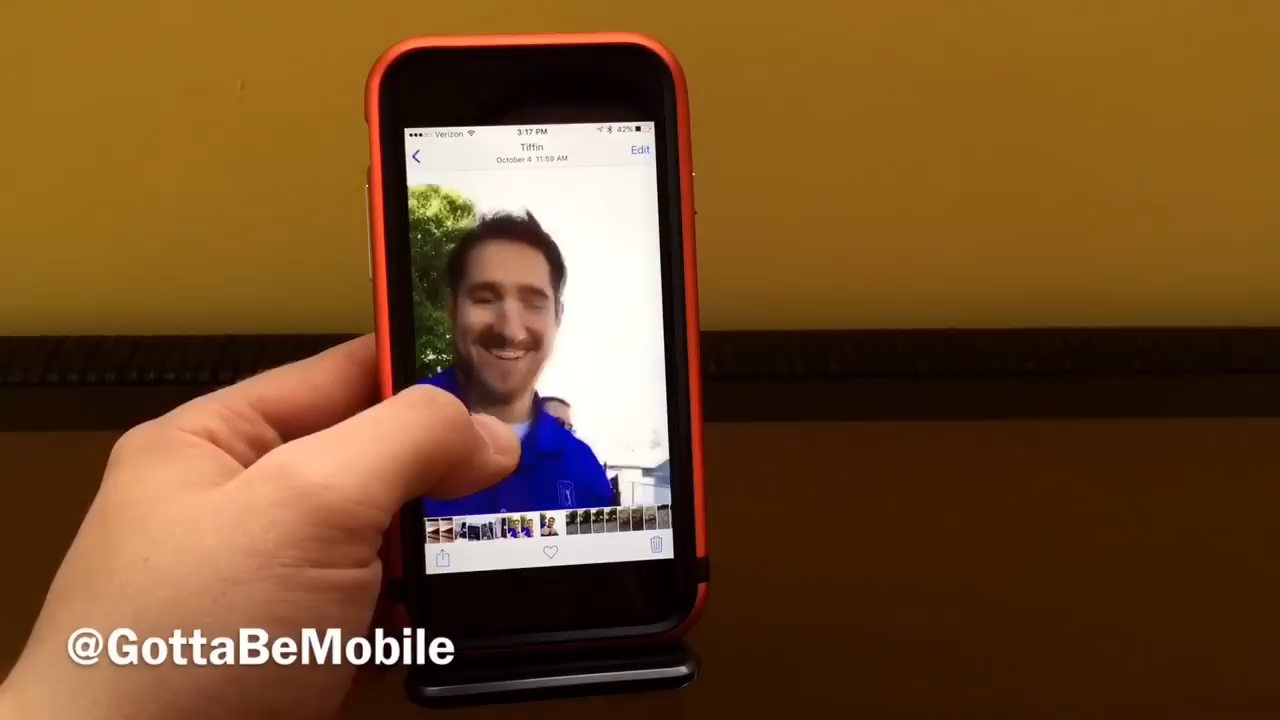 Verizon 3:17 PM 42%
Tiffin
October 4 11:59 AM
Edit
@GottaBeMobile